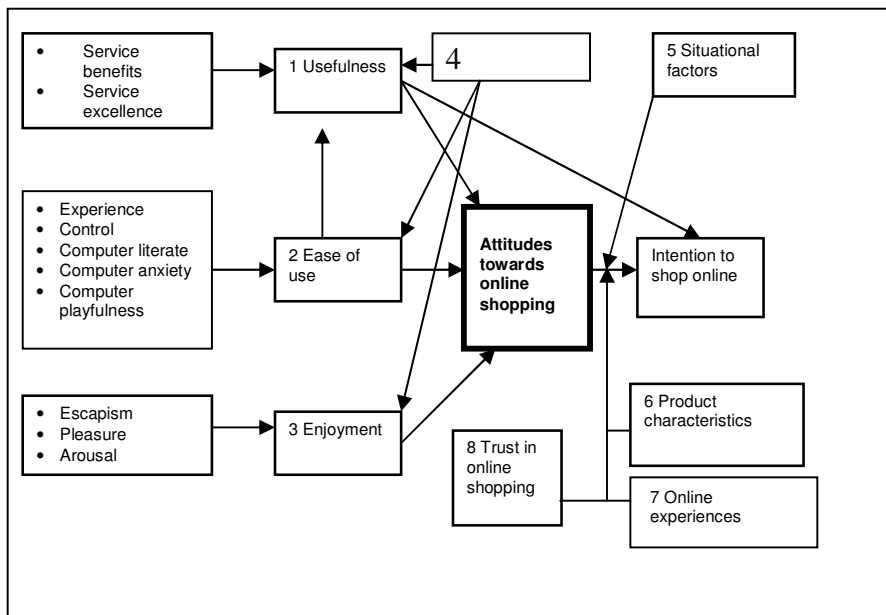 • Service
benefits
• Service
excellence
1 Usefulness
4
5 Situational
factors
• Experience
• Control
• Computer literate
• Computer anxiety
• Computer
playfulness
2 Ease of
use
Attitudes
towards
online
shopping
Intention to
shop online
• Escapism
• Pleasure
• Arousal
3 Enjoyment
8 Trust in
online
shopping
6 Product
characteristics
7 Online
experiences